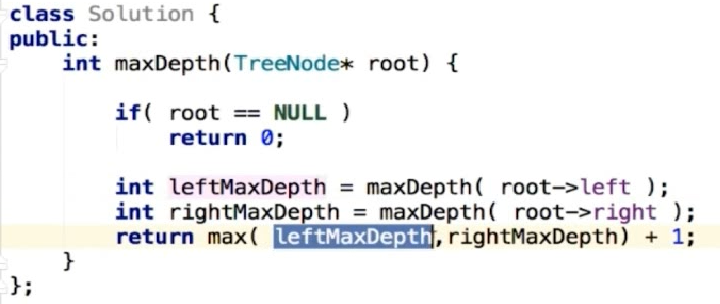 class Solution {
public:
    int maxDepth(TreeNode* root) {
        if( root == NULL )
            return 0;
        int leftMaxDepth = maxDepth( root->left );
        int rightMaxDepth = maxDepth( root->right );
        return max( leftMaxDepth,rightMaxDepth) + 1;
    }
};